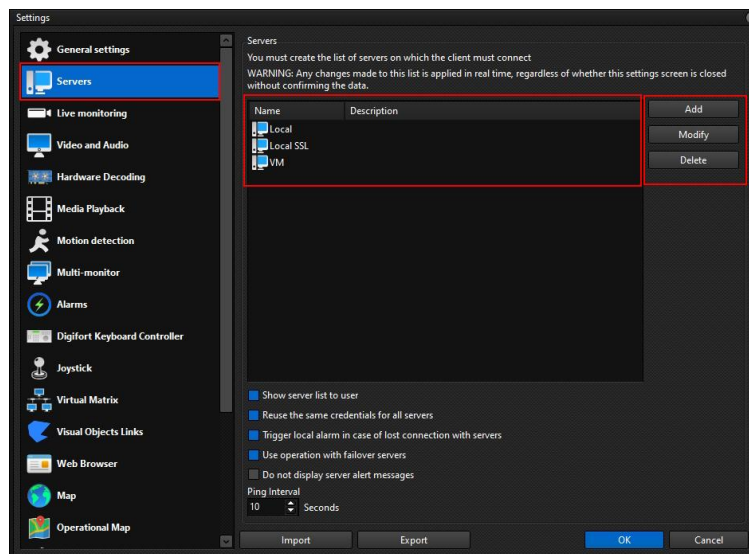 Settings
General settings
Servers
Live monitoring
Video and Audio
Hardware Decoding
Media Playback
Motion detection
Multi-monitor
Alarms
Digifort Keyboard Controller
Joystick
Virtual Matrix
Visual Objects Links
Web Browser
Map
Operational Map
Servers
You must create the list of servers on which the client must connect
WARNING: Any changes made to this list is applied in real time, regardless of whether this settings screen is closed
without confirming the data.
Name Description
Local
Local SSL
VM
Add
Modify
Delete
Show server list to user
Reuse the same credentials for all servers
Trigger local alarm in case of lost connection with servers
Use operation with failover servers
Do not display server alert messages
Ping Interval
10 Seconds
Import Export OK Cancel